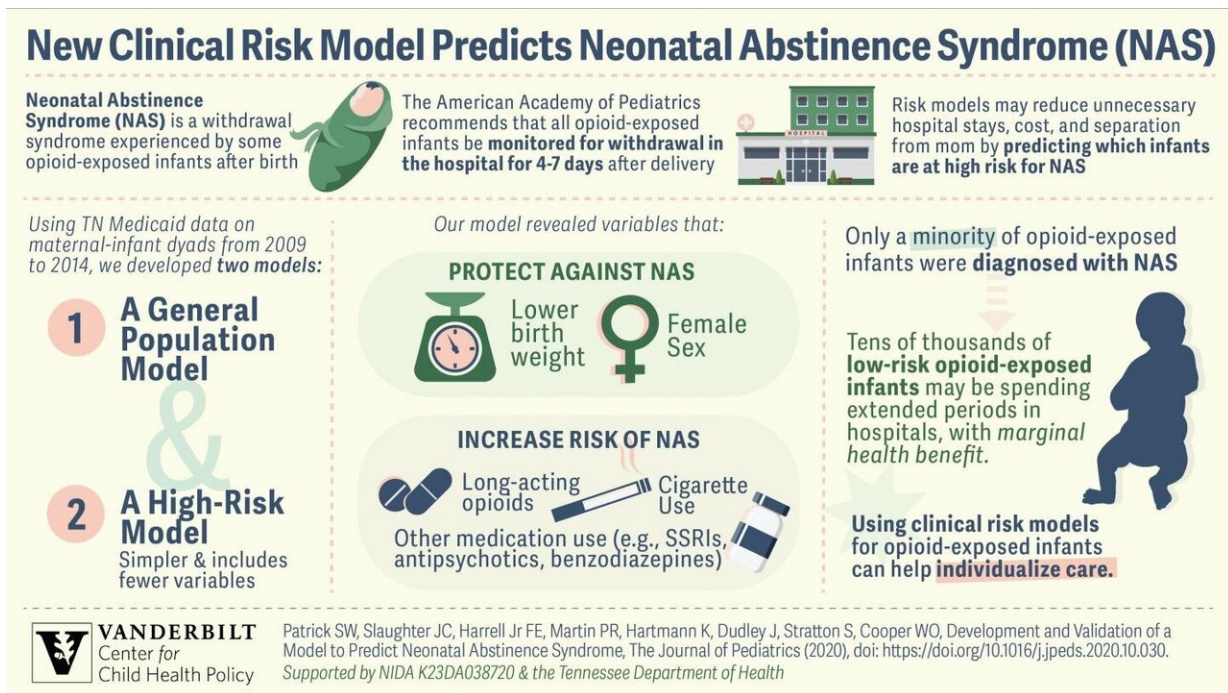 New Clinical Risk Model Predicts Neonatal Abstinence Syndrome (NAS)
Neonatal Abstinence
Syndrome (NAS) is a withdrawal
syndrome experienced by some
opioid-exposed infants after birth
The American Academy of Pediatrics
recommends that all opioid-exposed
infants be monitored for withdrawal in
the hospital for 4-7 days after delivery
HOSPITAL
Risk models may reduce unnecessary
hospital stays, cost, and separation
from mom by predicting which infants
are at high risk for NAS
Using TN Medicaid data on
maternal-infant dyads from 2009
to 2014, we developed two models:
1
A General
Population
Model
&
2
A High-Risk
Model
Simpler & includes
fewer variables
Our model revealed variables that:
PROTECT AGAINST NAS
Lower
birth
weight
Female
Sex
INCREASE RISK OF NAS
Long-acting
opioids
Cigarette
Use
Other medication use (e.g., SSRIs,
antipsychotics, benzodiazepines)
Only a minority of opioid-exposed
infants were diagnosed with NAS
Tens of thousands of
low-risk opioid-exposed
infants may be spending
extended periods in
hospitals, with marginal
health benefit.
Using clinical risk models
for opioid-exposed infants
can help individualize care.
V
VANDERBILT
Center for
Child Health Policy
Patrick SW, Slaughter JC, Harrell Jr FE, Martin PR, Hartmann K, Dudley J, Stratton S, Cooper WO, Development and Validation of a
Model to Predict Neonatal Abstinence Syndrome, The Journal of Pediatrics (2020), doi: https://doi.org/10.1016/j.jpeds.2020.10.030.
Supported by NIDA K23DA038720 & the Tennessee Department of Health